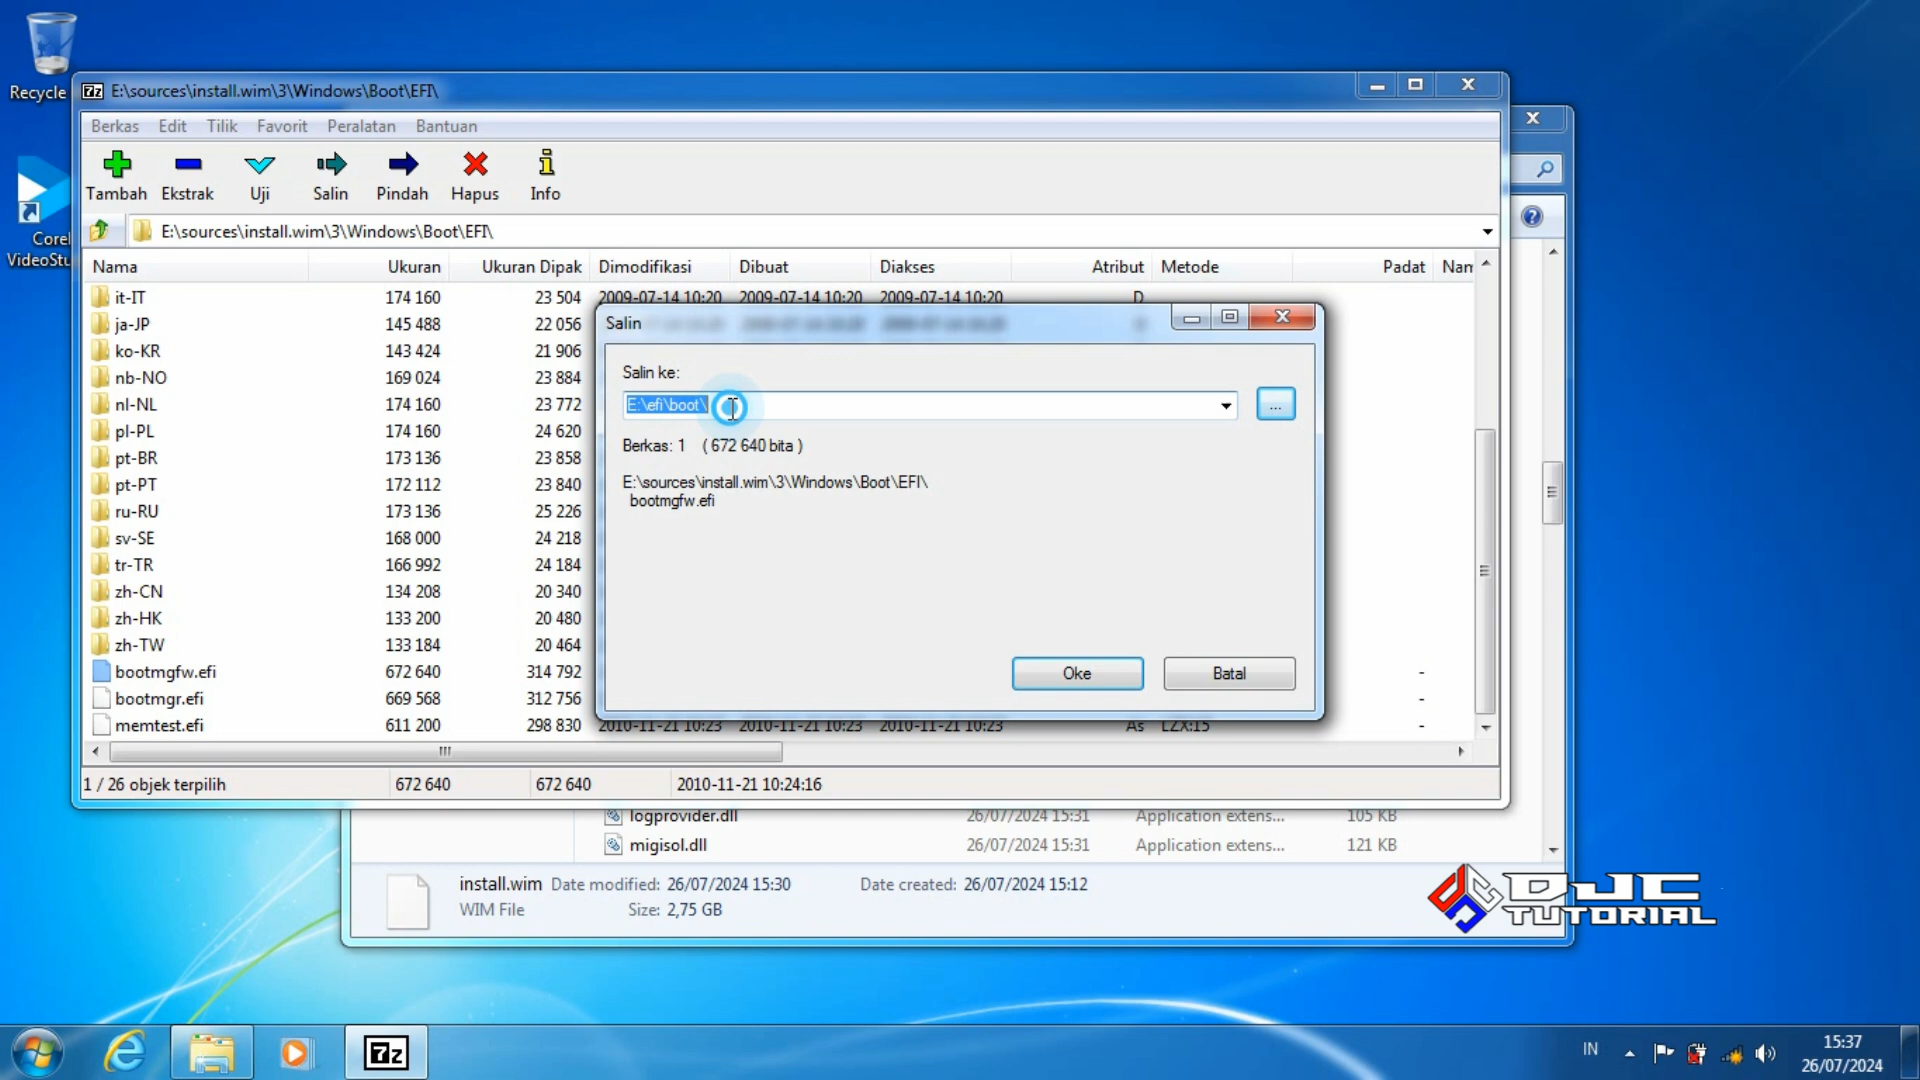 Recycle
E:\sources\install.wim\3\Windows\Boot\EFI\
Berkas Edit Tilik Favorit Peralatan Bantuan
Tambah Ekstrak Uji Salin Pindah Hapus Info
E:\sources\install.wim\3\Windows\Boot\EFI\
Corel
VideoStu
Nama Ukuran Ukuran Dipak Dimodifikasi Dibuat Diakses Atribut Metode Padat Nam
it-IT 174 160 23 504 2009-07-14 10:20 2009-07-14 10:20 2009-07-14 10:20 D
ja-JP 145 488 22 056
ko-KR 143 424 21 906
nb-NO 169 024 23 884
nl-NL 174 160 23 772
pl-PL 174 160 24 620
pt-BR 173 136 23 858
pt-PT 172 112 23 840
ru-RU 173 136 25 226
sv-SE 168 000 24 218
tr-TR 166 992 24 184
zh-CN 134 208 20 340
zh-HK 133 200 20 480
zh-TW 133 184 20 464
bootmgfw.efi 672 640 314 792 -
bootmgr.efi 669 568 312 756 -
memtest.efi 611 200 298 830 2010-11-21 10:23 2010-11-21 10:23 2010-11-21 10:23 As LZX:15 -
1 / 26 objek terpilih 672 640 672 640 2010-11-21 10:24:16
Salin
Salin ke:
E:\efi\boot\
...
Berkas: 1 ( 672 640 bita )
E:\sources\install.wim\3\Windows\Boot\EFI\
bootmgfw.efi
Oke Batal
logprovider.dll 26/07/2024 15:31 Application extens... 105 KB
migisol.dll 26/07/2024 15:31 Application extens... 121 KB
install.wim Date modified: 26/07/2024 15:30 Date created: 26/07/2024 15:12
WIM File Size: 2,75 GB
DJC
TUTORIAL
7z
IN
15:37
26/07/2024